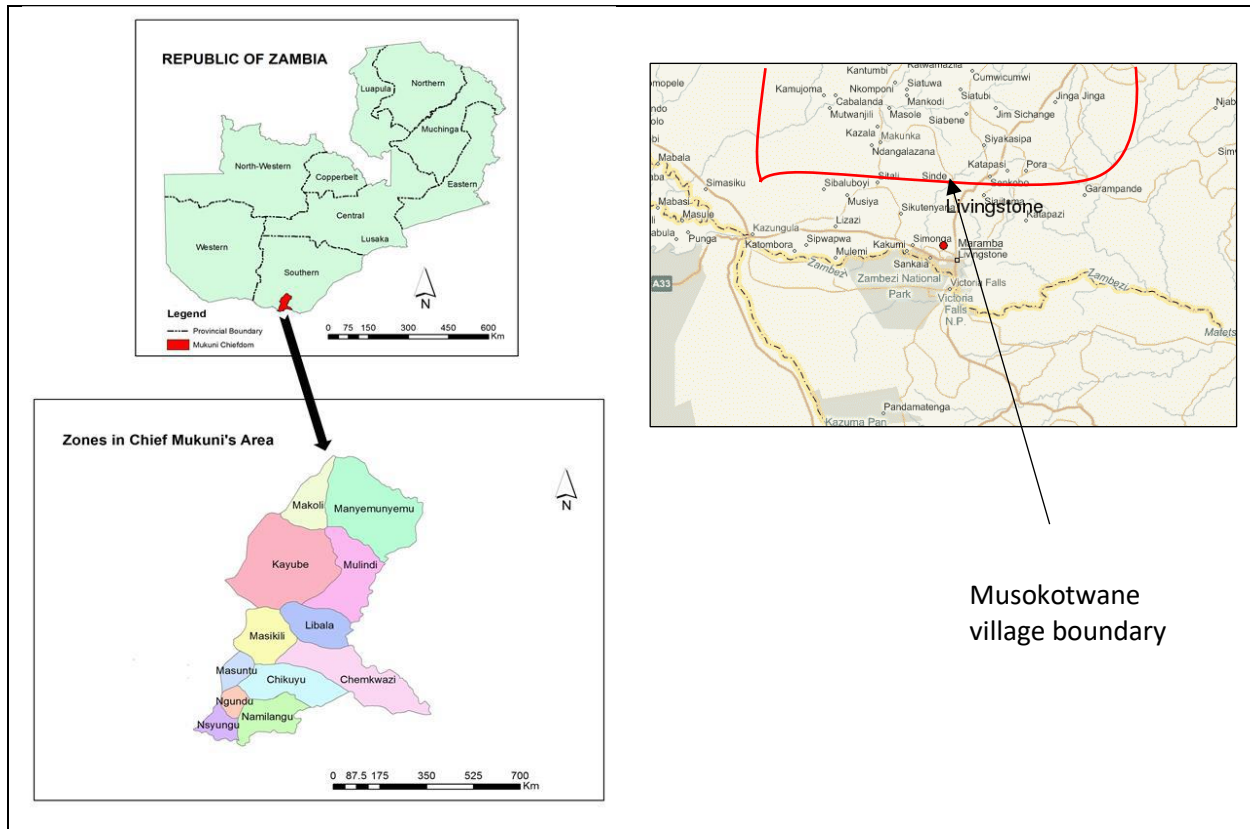 REPUBLIC OF ZAMBIA
Northern
Luapula
Muchinga
North-Western
Copperbelt
Eastern
Central
Lusaka
Western
Southern
N
Legend
Provincial Boundary
Mukuni Chiefdom
0 75 150 300 450 600
Km
Zones in Chief Mukuni's Area
N
Makoli
Manyemunyemu
Kayube
Mulindi
Libala
Masikili
Masuntu
Chikuyu
Chemkwazi
Ngundu
Namilangu
Nsyungu
0 87.5 175 350 525 700
Km
Katwamazila
Kantumbi
Cumwicumwi
Nkomponi
Siatuwa
Kamujoma
Cabalanda
Mankodi
Siatubi
Jinga Jinga
Mutwanjili
Masole
Siabene
Jim Sichange
Kazala
Makunka
Siyakasipa
Ndangalazana
Mabala
Katapasi
Pora
Sitali
Sinde
Senkobo
Simasiku
Sibaluboyi
Garampande
Musiya
Mabasi
Sikutenyana
Livingstone
Katapazi
Masule
Lizazi
Kazungula
Punga
Katombora
Sipwapwa
Mulemi
Kakumi
Simonga
Maramba
Livingstone
Sankaia
Zambezi National
Park
Zambezi
A33
Victoria Falls
Victoria
Falls
N.P.
Pandamatenga
Kazuma Pan
Musokotwane
village boundary